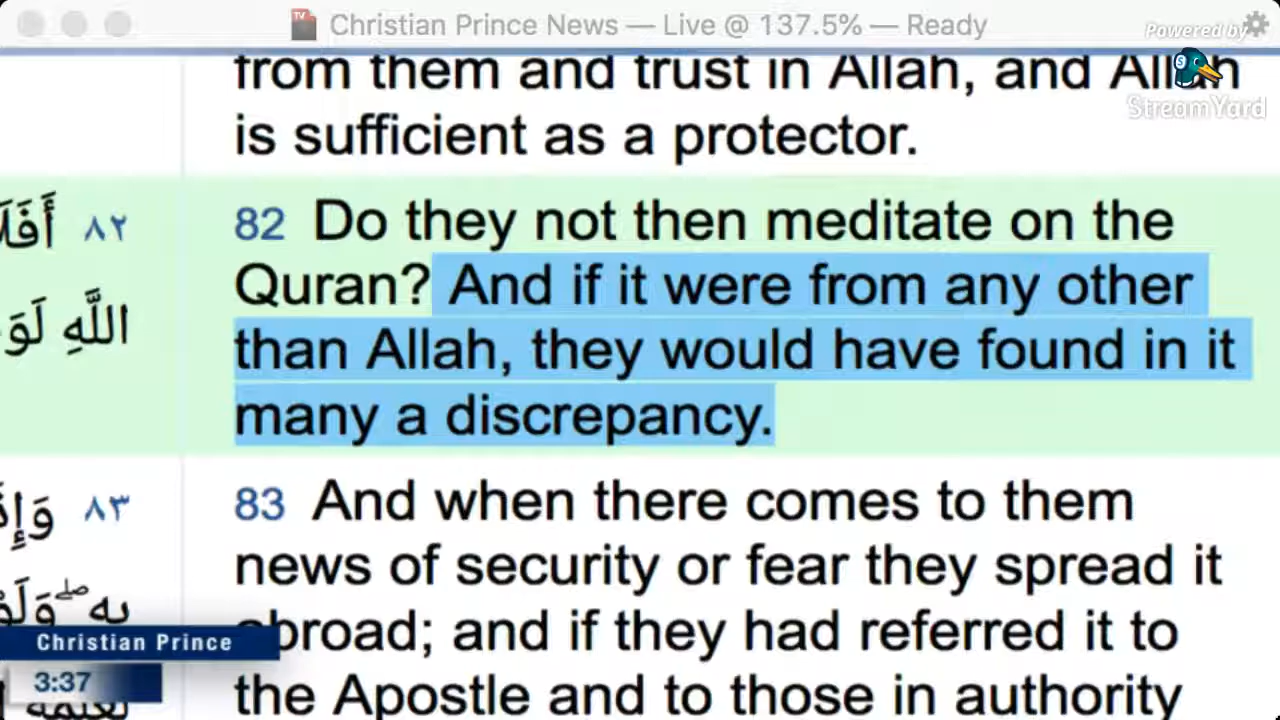 Christian Prince News — Live @ 137.5% — Ready
Powered by
StreamYard
from them and trust in Allah, and Allah
is sufficient as a protector.
82 Do they not then meditate on the
Quran? And if it were from any other
than Allah, they would have found in it
many a discrepancy.
٨٢
اللَّهِ
83 And when there comes to them
news of security or fear they spread it
abroad; and if they had referred it to
the Apostle and to those in authority
٨٣
بِهِ ۖ
Christian Prince
3:37